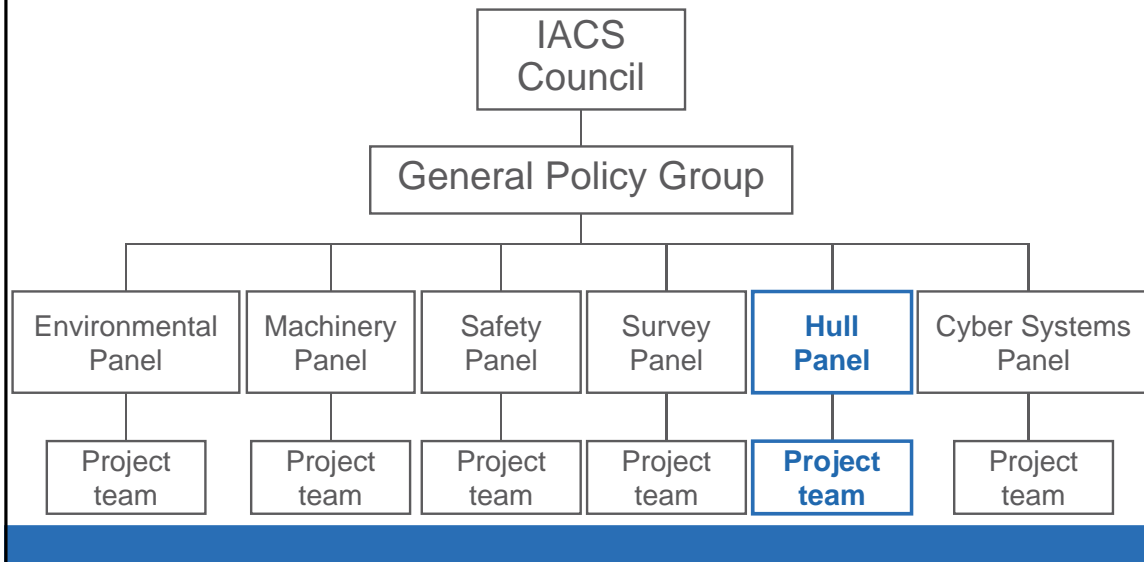 IACS
Council
General Policy Group
Environmental
Panel
Machinery
Panel
Safety
Panel
Survey
Panel
Hull
Panel
Cyber Systems
Panel
Project
team
Project
team
Project
team
Project
team
Project
team
Project
team